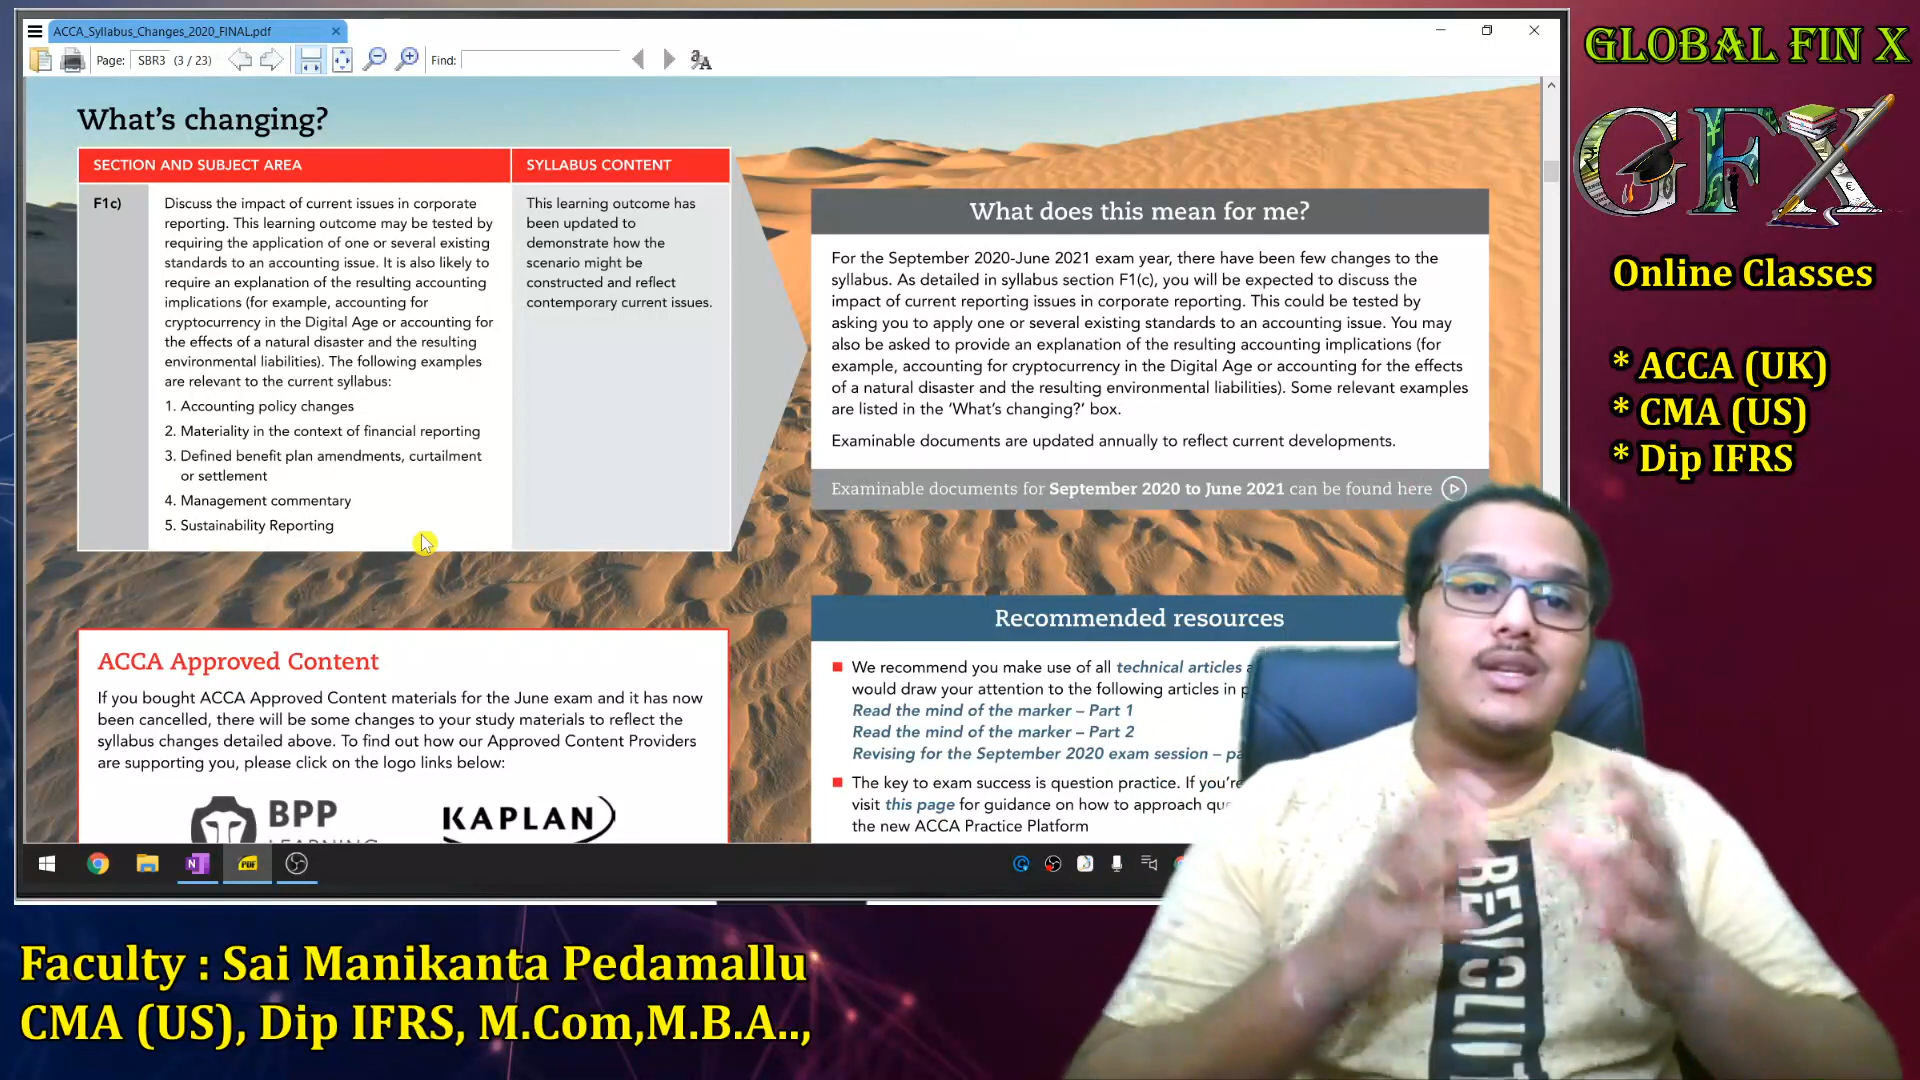 ACCA_Syllabus_Changes_2020_FINAL.pdf
Page: SBR3 (3 / 23)
Find:
What's changing?
SECTION AND SUBJECT AREA
SYLLABUS CONTENT
F1c)
Discuss the impact of current issues in corporate
reporting. This learning outcome may be tested by
requiring the application of one or several existing
standards to an accounting issue. It is also likely to
require an explanation of the resulting accounting
implications (for example, accounting for
cryptocurrency in the Digital Age or accounting for
the effects of a natural disaster and the resulting
environmental liabilities). The following examples
are relevant to the current syllabus:
1. Accounting policy changes
2. Materiality in the context of financial reporting
3. Defined benefit plan amendments, curtailment
or settlement
4. Management commentary
5. Sustainability Reporting
This learning outcome has
been updated to
demonstrate how the
scenario might be
constructed and reflect
contemporary current issues.
What does this mean for me?
For the September 2020-June 2021 exam year, there have been few changes to the
syllabus. As detailed in syllabus section F1(c), you will be expected to discuss the
impact of current reporting issues in corporate reporting. This could be tested by
asking you to apply one or several existing standards to an accounting issue. You may
also be asked to provide an explanation of the resulting accounting implications (for
example, accounting for cryptocurrency in the Digital Age or accounting for the effects
of a natural disaster and the resulting environmental liabilities). Some relevant examples
are listed in the 'What's changing?' box.
Examinable documents are updated annually to reflect current developments.
Examinable documents for September 2020 to June 2021 can be found here
ACCA Approved Content
If you bought ACCA Approved Content materials for the June exam and it has now
been cancelled, there will be some changes to your study materials to reflect the
syllabus changes detailed above. To find out how our Approved Content Providers
are supporting you, please click on the logo links below:
BPP
LEARNING
KAPLAN
Recommended resources
We recommend you make use of all technical articles
would draw your attention to the following articles in
Read the mind of the marker – Part 1
Read the mind of the marker – Part 2
Revising for the September 2020 exam session –
The key to exam success is question practice. If you're
visit this page for guidance on how to approach
the new ACCA Practice Platform
GLOBAL FIN X
GFX
Online Classes
* ACCA (UK)
* CMA (US)
* Dip IFRS
Faculty : Sai Manikanta Pedamallu
CMA (US), Dip IFRS, M.Com,M.B.A..,